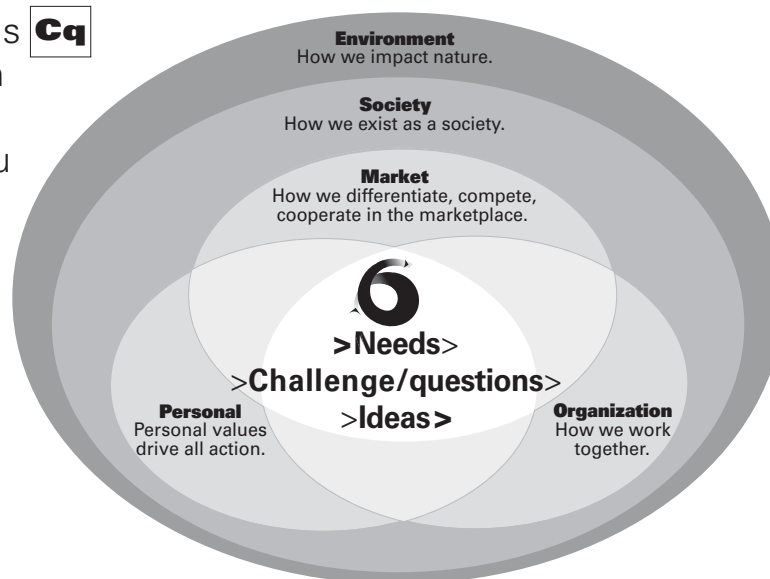 s Cq
n
u
Environment
How we impact nature.
Society
How we exist as a society.
Market
How we differentiate, compete,
cooperate in the marketplace.
6
>Needs>
>Challenge/questions>
>Ideas>
Personal
Personal values
drive all action.
Organization
How we work
together.